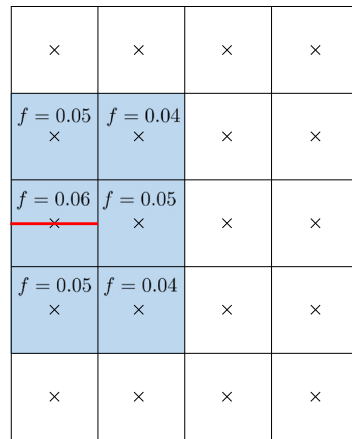 f = 0.05 f = 0.04
f = 0.06 f = 0.05
f = 0.05 f = 0.04